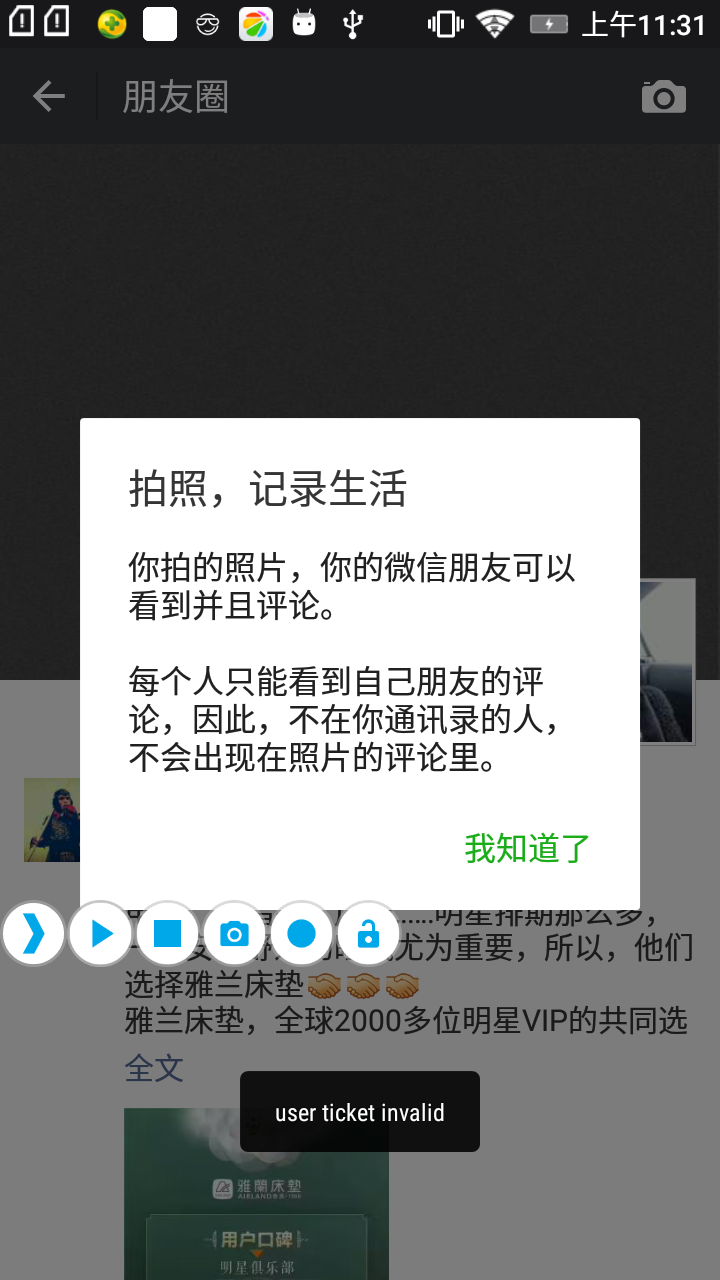 上午11:31
朋友圈
拍照，记录生活
你拍的照片，你的微信朋友可以
看到并且评论。
每个人只能看到自己朋友的评
论，因此，不在你通讯录的人，
不会出现在照片的评论里。
我知道了
……明星排期那么多，
尤为重要，所以，他们
选择雅兰床垫🤝🤝🤝
雅兰床垫，全球2000多位明星VIP的共同选
全文
user ticket invalid
雅蘭床墊
AIRLAND
用户口碑
明星俱乐部